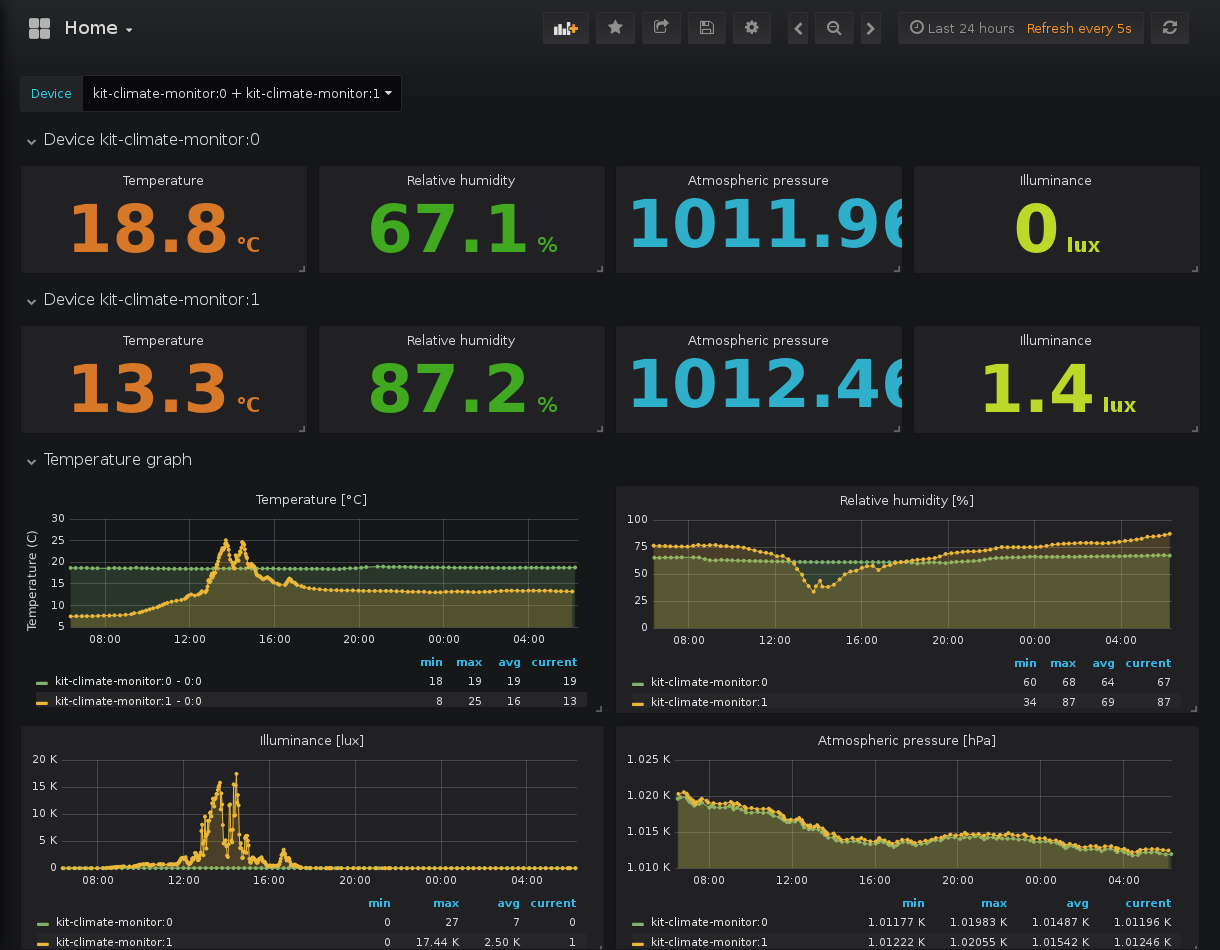 Home
Last 24 hours Refresh every 5s
Device kit-climate-monitor:0 + kit-climate-monitor:1
Device kit-climate-monitor:0
Temperature Relative humidity Atmospheric pressure Illuminance
18.8 °C 67.1 % 1011.96 0 lux
Device kit-climate-monitor:1
Temperature Relative humidity Atmospheric pressure Illuminance
13.3 °C 87.2 % 1012.46 1.4 lux
Temperature graph
Temperature [°C]
Temperature (C)
30
25
20
15
10
5
08:00 12:00 16:00 20:00 00:00 04:00
min max avg current
kit-climate-monitor:0 - 0:0 18 19 19 19
kit-climate-monitor:1 - 0:0 8 25 16 13
Relative humidity [%]
100
75
50
25
0
08:00 12:00 16:00 20:00 00:00 04:00
min max avg current
kit-climate-monitor:0 60 68 64 67
kit-climate-monitor:1 34 87 69 87
Illuminance [lux]
20 K
15 K
10 K
5 K
0
08:00 12:00 16:00 20:00 00:00 04:00
min max avg current
kit-climate-monitor:0 0 27 7 0
kit-climate-monitor:1 0 17.44 K 2.50 K 1
Atmospheric pressure [hPa]
1.025 K
1.020 K
1.015 K
1.010 K
08:00 12:00 16:00 20:00 00:00 04:00
min max avg current
kit-climate-monitor:0 1.01177 K 1.01983 K 1.01487 K 1.01196 K
kit-climate-monitor:1 1.01222 K 1.02055 K 1.01542 K 1.01246 K